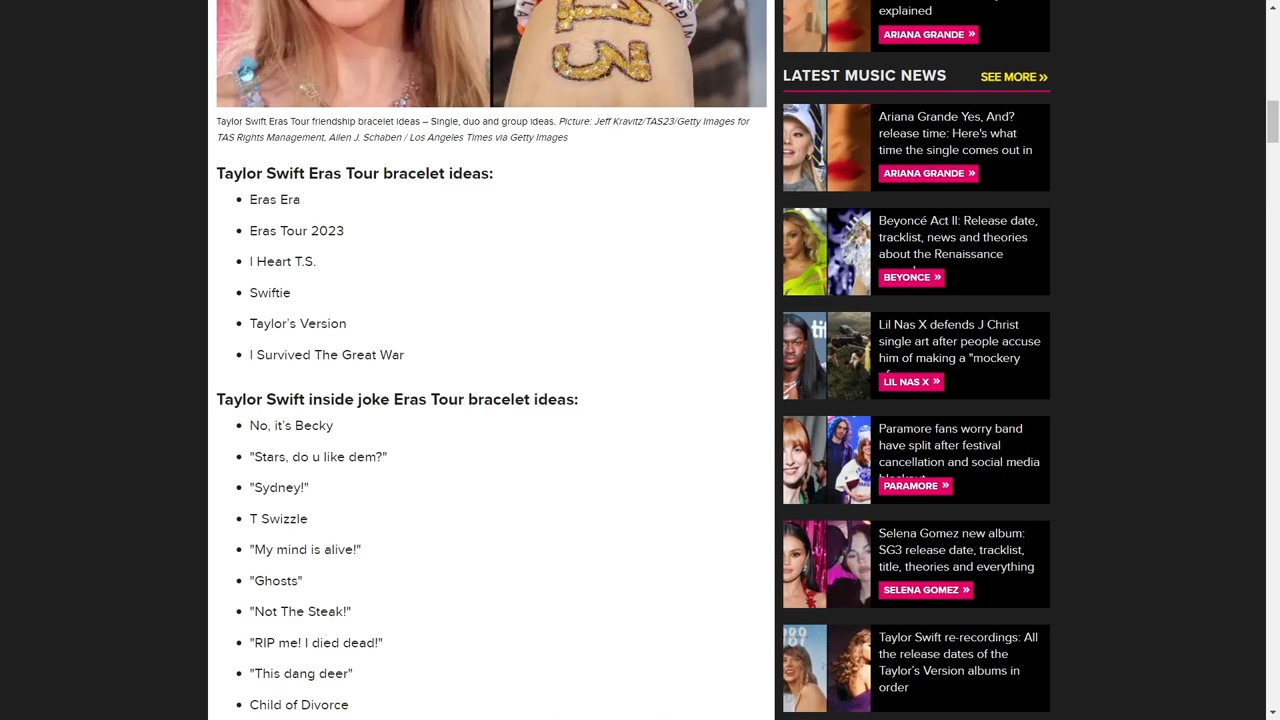 explained
ARIANA GRANDE »
Taylor Swift Eras Tour friendship bracelet ideas – Single, duo and group ideas. Picture: Jeff Kravitz/TAS23/Getty Images for
TAS Rights Management, Allen J. Schaben / Los Angeles Times via Getty Images
Taylor Swift Eras Tour bracelet ideas:
• Eras Era
• Eras Tour 2023
• I Heart T.S.
• Swiftie
• Taylor’s Version
• I Survived The Great War
Taylor Swift inside joke Eras Tour bracelet ideas:
• No, it’s Becky
• "Stars, do u like dem?"
• "Sydney!"
• T Swizzle
• "My mind is alive!"
• "Ghosts"
• "Not The Steak!"
• "RIP me! I died dead!"
• "This dang deer"
• Child of Divorce
LATEST MUSIC NEWS
SEE MORE »
Ariana Grande Yes, And?
release time: Here's what
time the single comes out in
ARIANA GRANDE »
Beyoncé Act II: Release date,
tracklist, news and theories
about the Renaissance
BEYONCE »
Lil Nas X defends J Christ
single art after people accuse
him of making a "mockery
LIL NAS X »
Paramore fans worry band
have split after festival
cancellation and social media
PARAMORE »
Selena Gomez new album:
SG3 release date, tracklist,
title, theories and everything
SELENA GOMEZ »
Taylor Swift re-recordings: All
the release dates of the
Taylor’s Version albums in
order